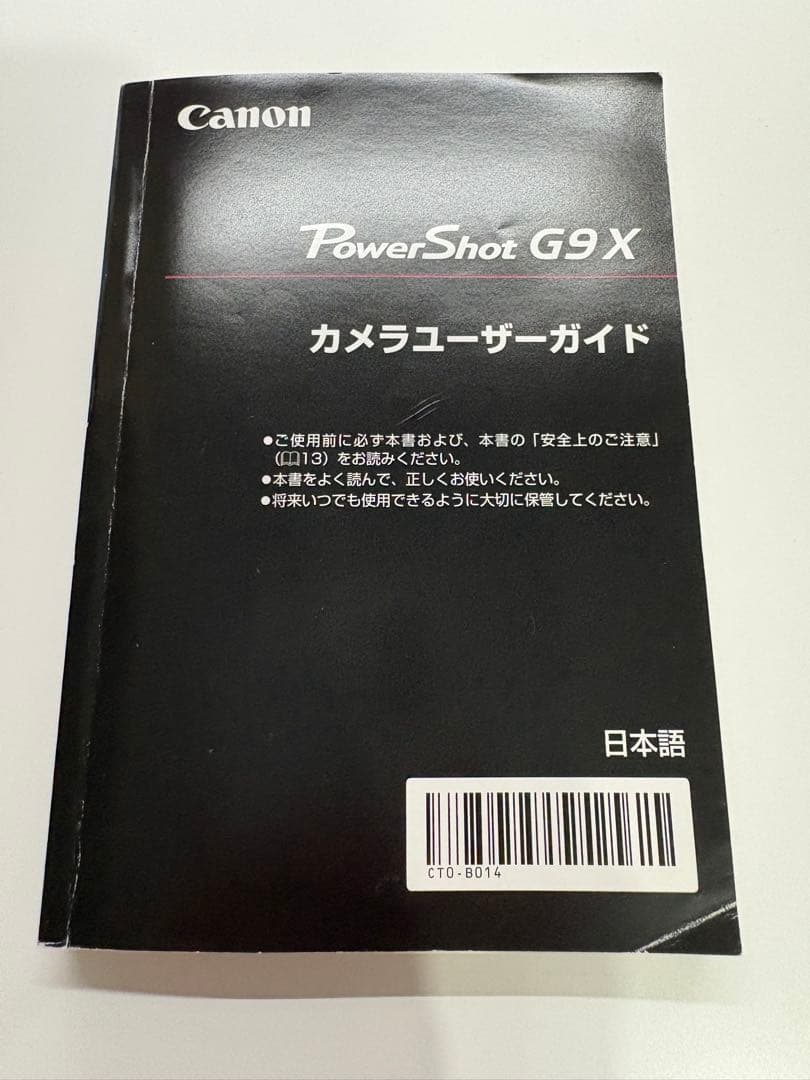 Canon
PowerShot G9 X
カメラユーザーガイド
●ご使用前に必ず本書および、本書の「安全上のご注意」
（📖13）をお読みください。
●本書をよく読んで、正しくお使いください。
●将来いつでも使用できるように大切に保管してください。
日本語
CT0-B014